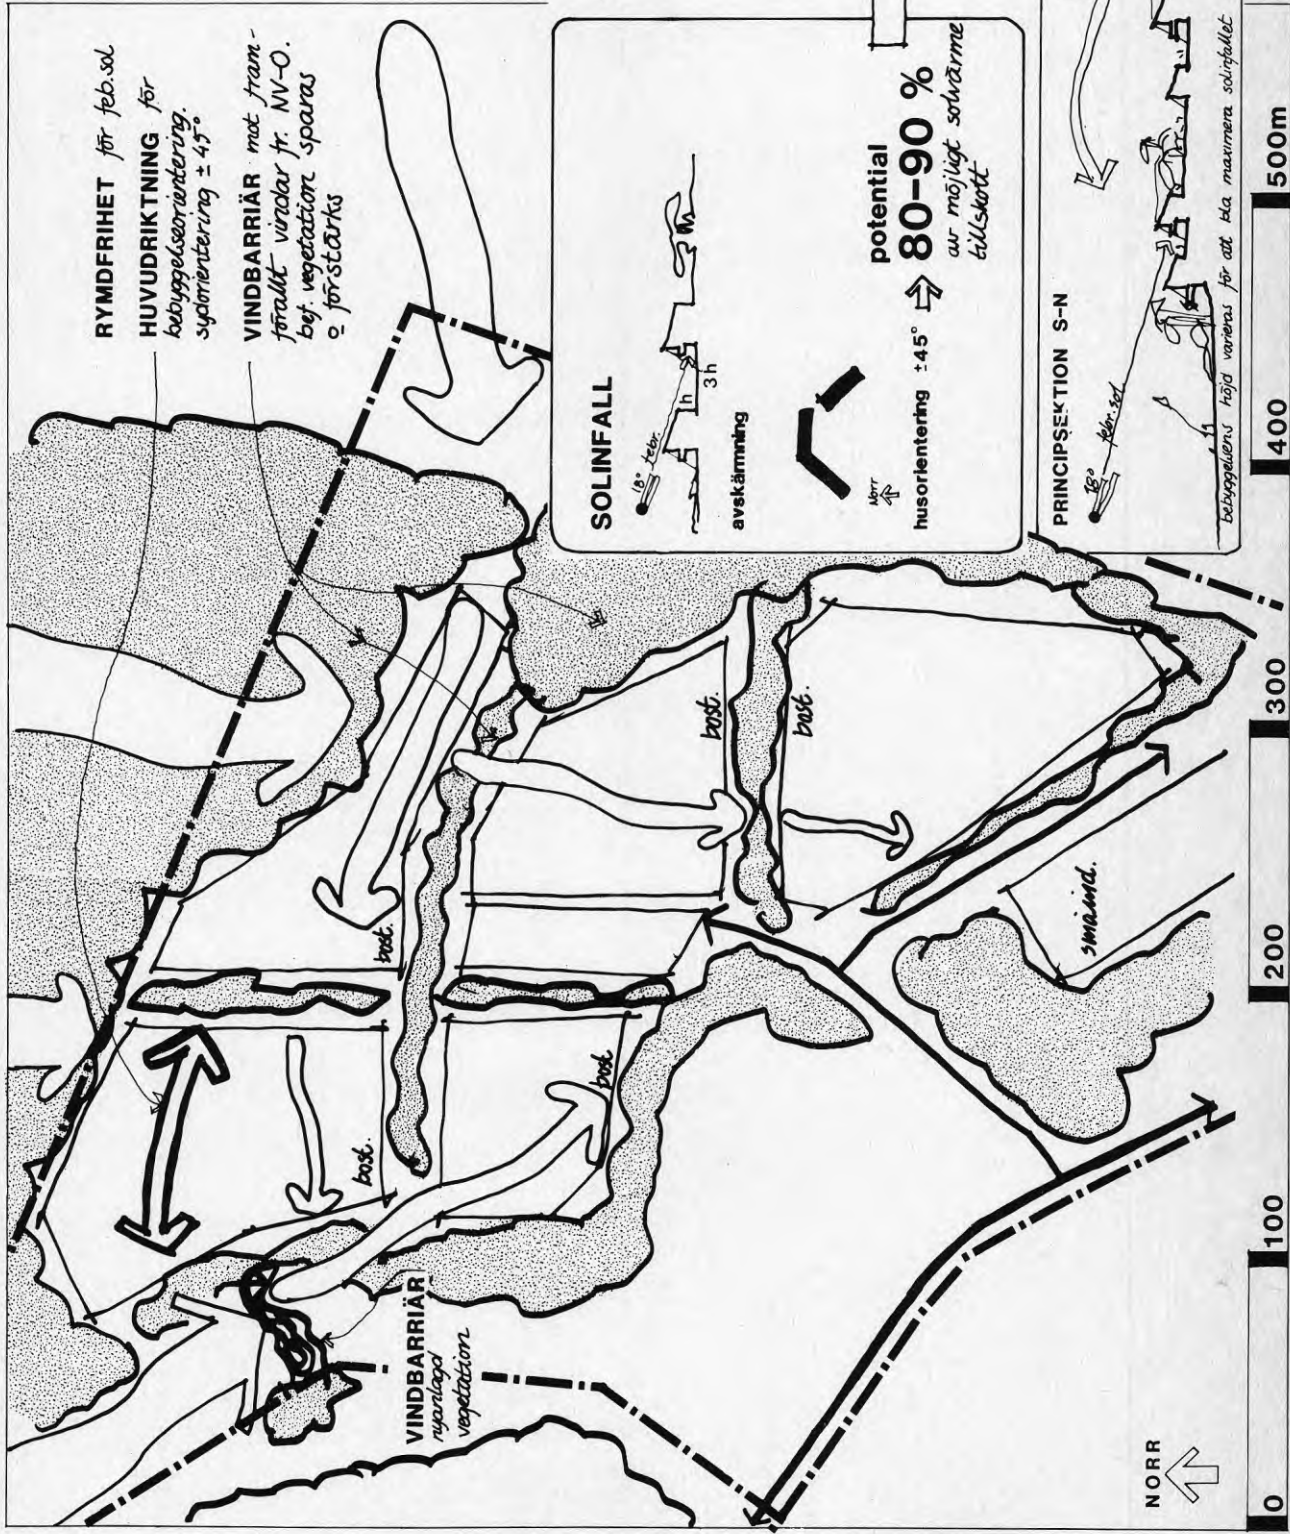 RYMDFRIHET för feb.sol
HUVUDRIKTNING för
bebyggelseorientering.
sydorientering ± 45°
VINDBARRIÄR mot fram-
förallt vindar fr. NV-O.
bef. vegetation sparas
o förstärks
SOLINFALL
18° febr.
h
3h
avskärmning
Norr
husorientering ±45°
potential
80-90 %
av möjligt solvärme
tillskott
PRINCIPSEKTION S-N
18° febr. sol
bebyggelsens höjd varieras för att bla maximera solinfallet
bost.
bost.
bost.
bost.
bost
småind.
VINDBARRIÄR
nyanlagd
vegetation
NORR
0
100
200
300
400
500m